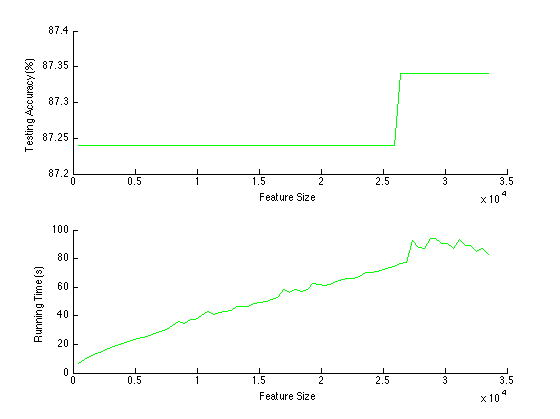 87.4
87.35
87.3
87.25
87.2
Testing Accuracy (%)
0 0.5 1 1.5 2 2.5 3 3.5
Feature Size
x 10^4
100
80
60
40
20
0
Running Time (s)
0 0.5 1 1.5 2 2.5 3 3.5
Feature Size
x 10^4